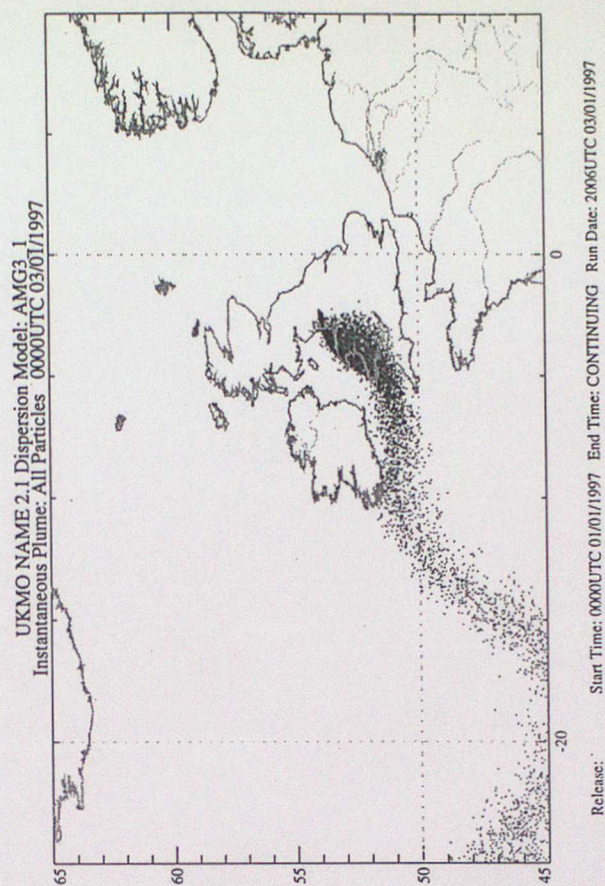 UKMO NAME 2.1 Dispersion Model: AMG3_1
Instantaneous Plume: All Particles 0000UTC 03/01/1997
65
60
55
50
45
-20
0
Release: Start Time: 0000UTC 01/01/1997 End Time: CONTINUING Run Date: 2006UTC 03/01/1997